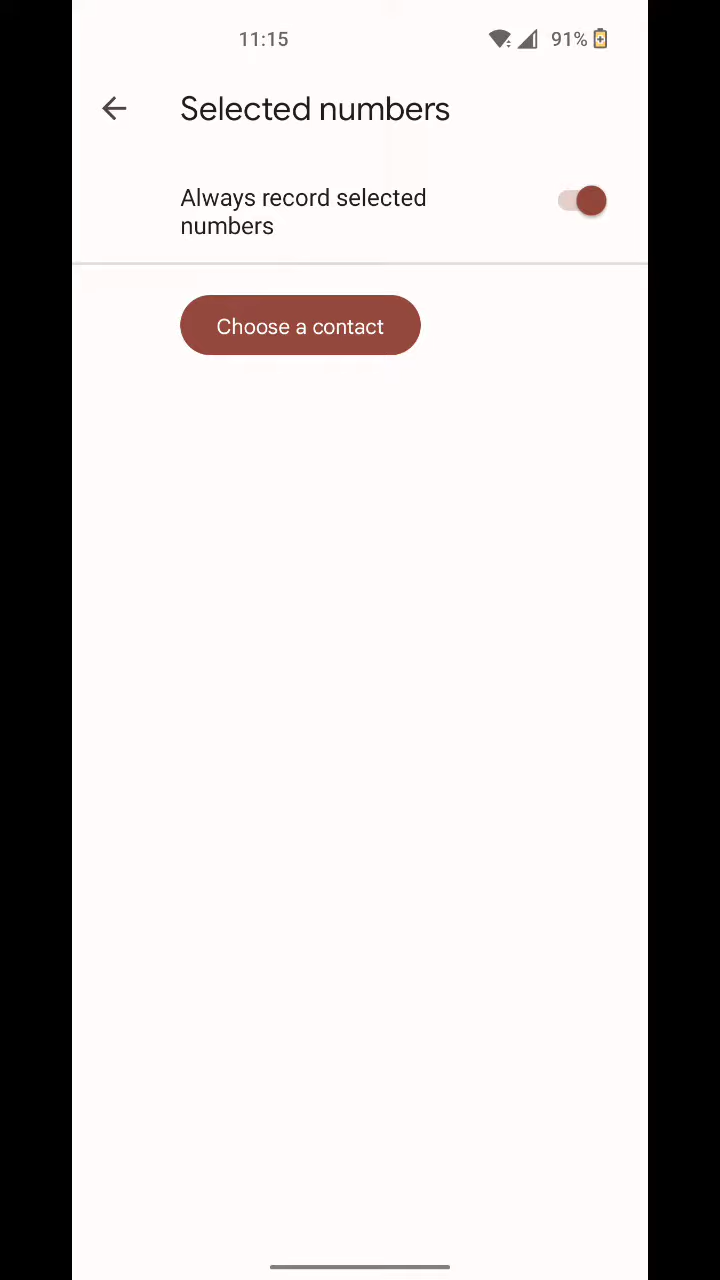 11:15
91%
Selected numbers
Always record selected
numbers
Choose a contact